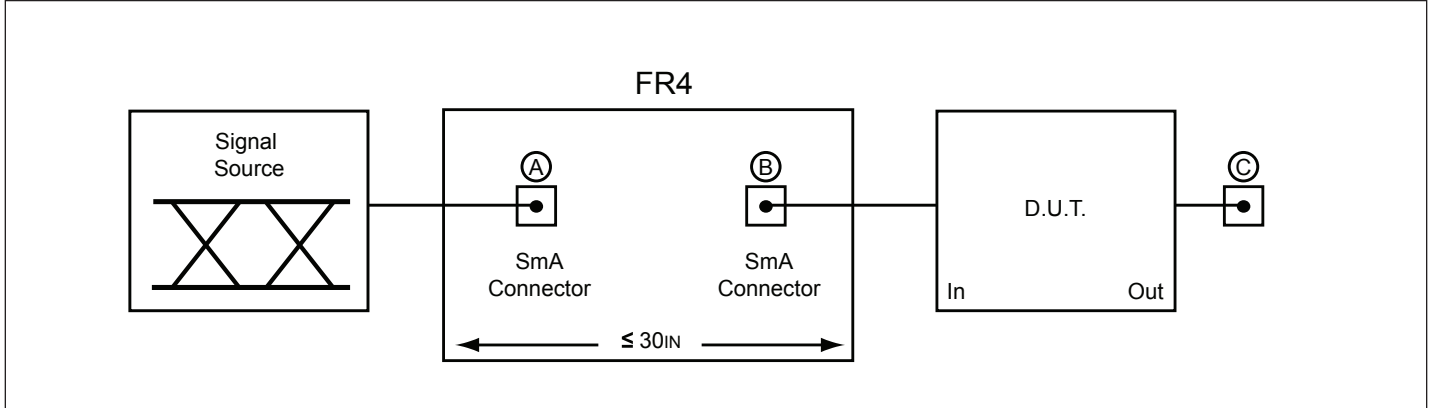 FR4
Signal
Source
A
B
C
D.U.T.
SmA
Connector
SmA
Connector
In
Out
≤ 30IN